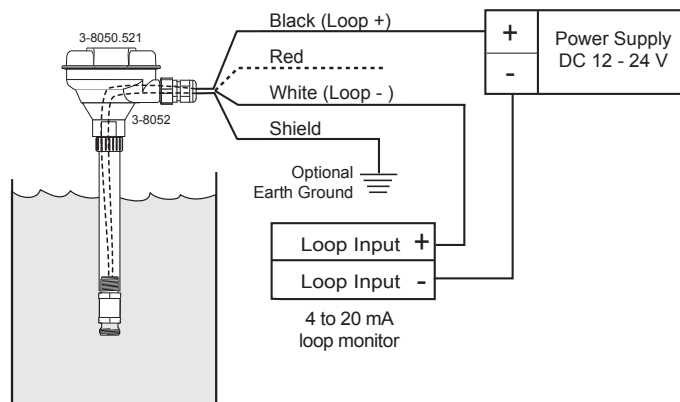 3-8050.521
3-8052
Black (Loop +)
Red
White (Loop - )
Shield
Optional
Earth Ground
+
-
Power Supply
DC 12 - 24 V
Loop Input +
Loop Input -
4 to 20 mA
loop monitor